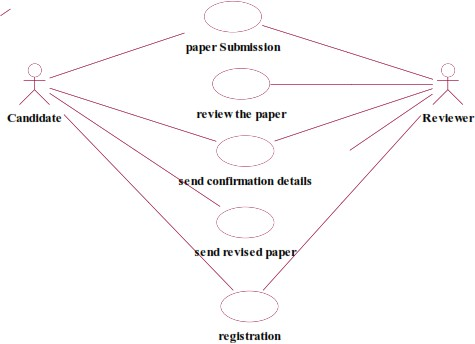 paper Submission
review the paper
Candidate
Reviewer
send confirmation details
send revised paper
registration